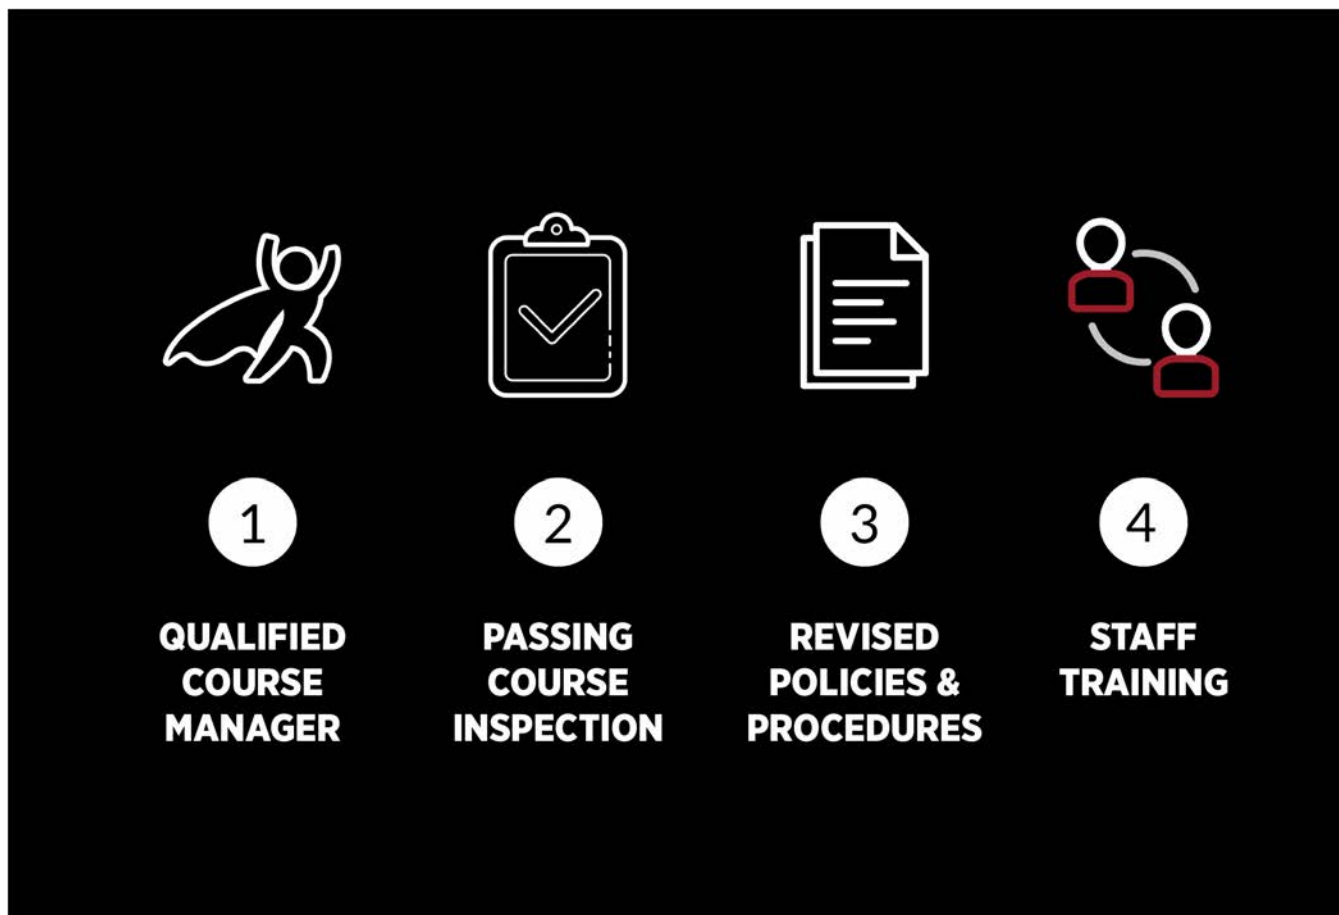 1
QUALIFIED
COURSE
MANAGER
2
PASSING
COURSE
INSPECTION
3
REVISED
POLICIES &
PROCEDURES
4
STAFF
TRAINING